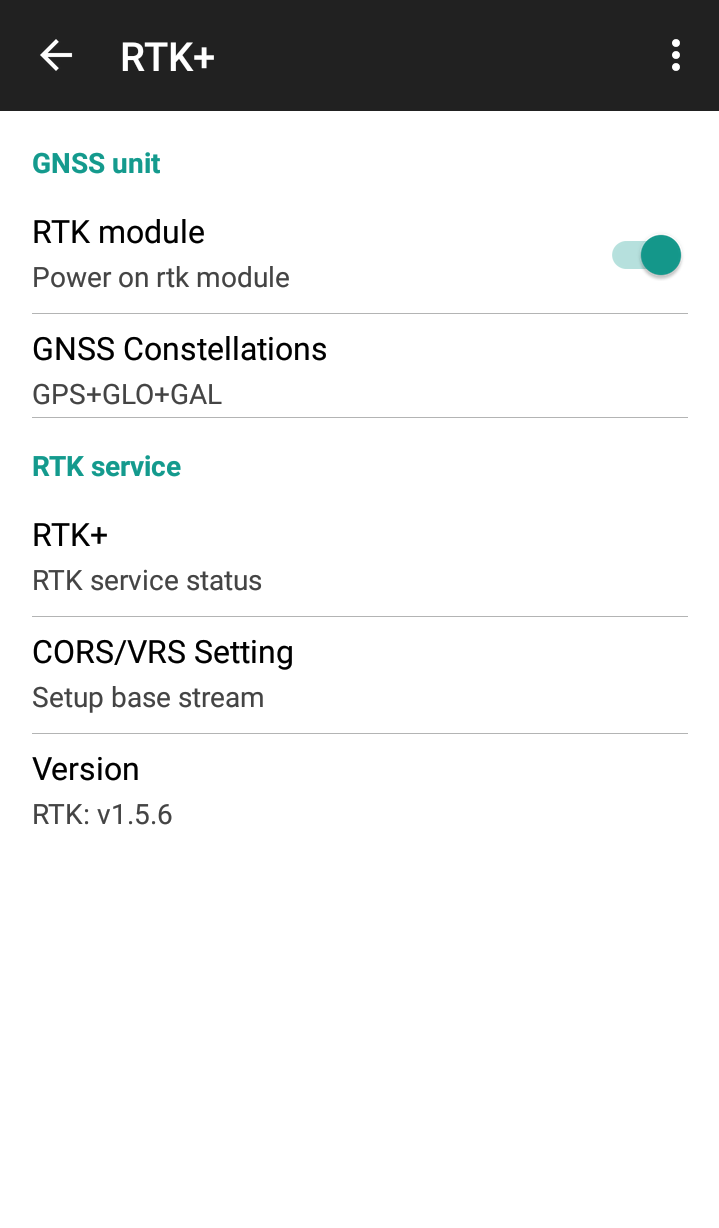 RTK+
GNSS unit
RTK module
Power on rtk module
GNSS Constellations
GPS+GLO+GAL
RTK service
RTK+
RTK service status
CORS/VRS Setting
Setup base stream
Version
RTK: v1.5.6